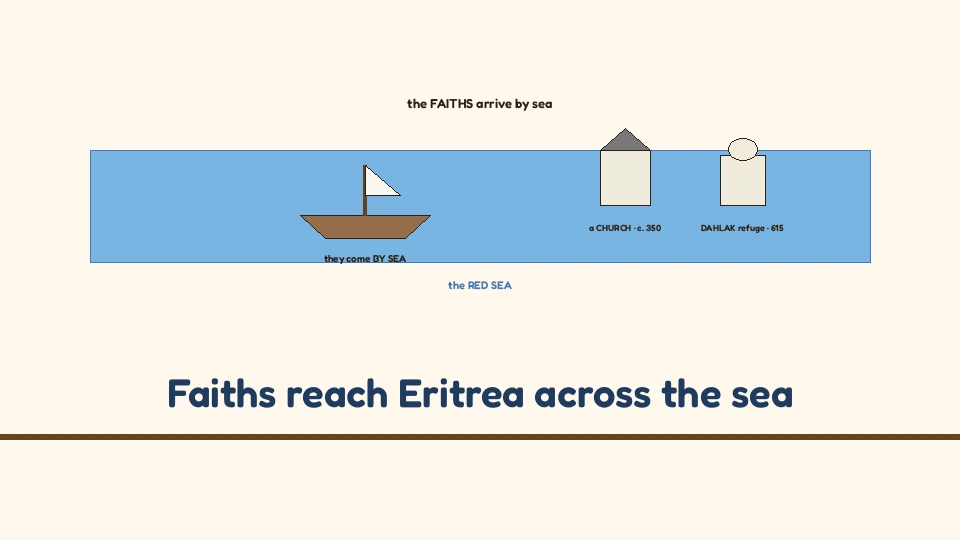 the FAITHS arrive by sea
a CHURCH · c. 350
DAHLAK refuge · 615
they come BY SEA
the RED SEA
Faiths reach Eritrea across the sea